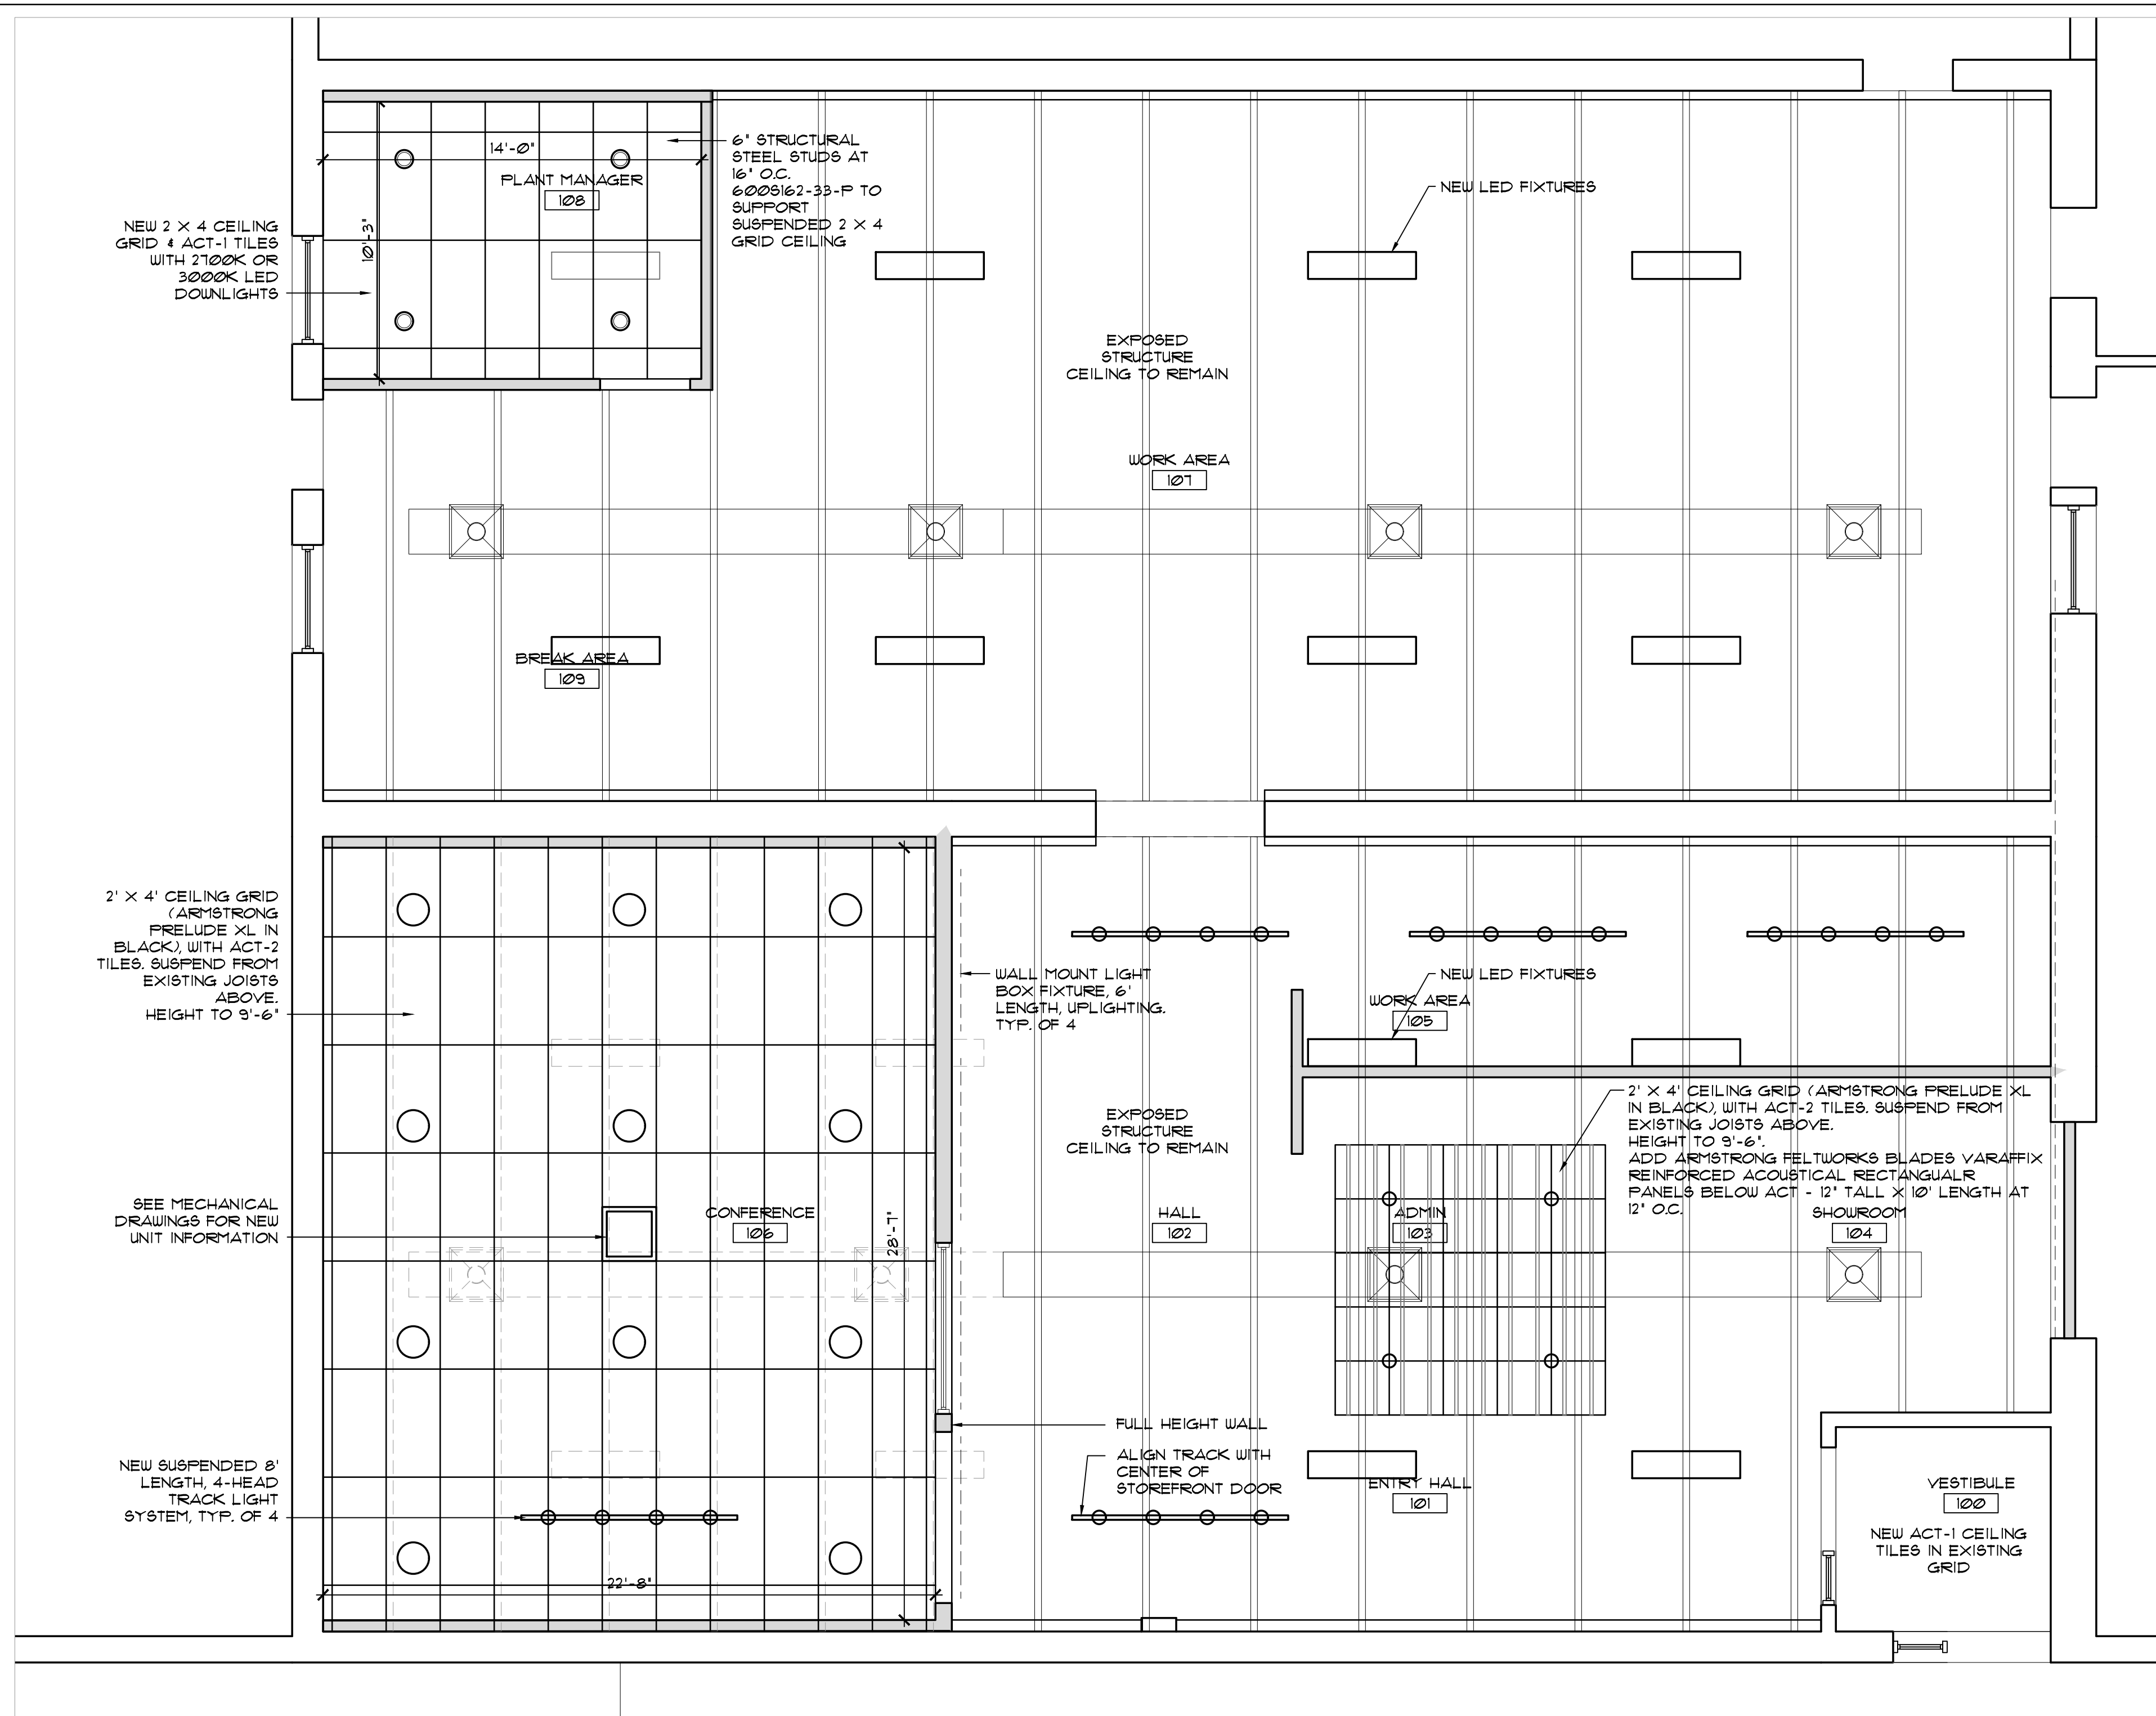 14'-0"
PLANT MANAGER
108
10'-3"
6" STRUCTURAL
STEEL STUDS AT
16" O.C.
600S162-33-P TO
SUPPORT
SUSPENDED 2 X 4
GRID CEILING
NEW LED FIXTURES
NEW 2 X 4 CEILING
GRID & ACT-1 TILES
WITH 2700K OR
3000K LED
DOWNLIGHTS
EXPOSED
STRUCTURE
CEILING TO REMAIN
WORK AREA
107
BREAK AREA
109
2' X 4' CEILING GRID
(ARMSTRONG
PRELUDE XL IN
BLACK), WITH ACT-2
TILES. SUSPEND FROM
EXISTING JOISTS
ABOVE.
HEIGHT TO 9'-6"
WALL MOUNT LIGHT
BOX FIXTURE, 6'
LENGTH, UPLIGHTING.
TYP. OF 4
NEW LED FIXTURES
WORK AREA
105
EXPOSED
STRUCTURE
CEILING TO REMAIN
2' X 4' CEILING GRID (ARMSTRONG PRELUDE XL
IN BLACK), WITH ACT-2 TILES. SUSPEND FROM
EXISTING JOISTS ABOVE.
HEIGHT TO 9'-6".
ADD ARMSTRONG FELTWORKS BLADES VARAFFIX
REINFORCED ACOUSTICAL RECTANGUALR
PANELS BELOW ACT - 12" TALL X 10' LENGTH AT
12" O.C.
SEE MECHANICAL
DRAWINGS FOR NEW
UNIT INFORMATION
CONFERENCE
106
28'-7"
HALL
102
ADMIN
103
SHOWROOM
104
FULL HEIGHT WALL
ALIGN TRACK WITH
CENTER OF
STOREFRONT DOOR
NEW SUSPENDED 8'
LENGTH, 4-HEAD
TRACK LIGHT
SYSTEM, TYP. OF 4
ENTRY HALL
101
VESTIBULE
100
NEW ACT-1 CEILING
TILES IN EXISTING
GRID
22'-8"